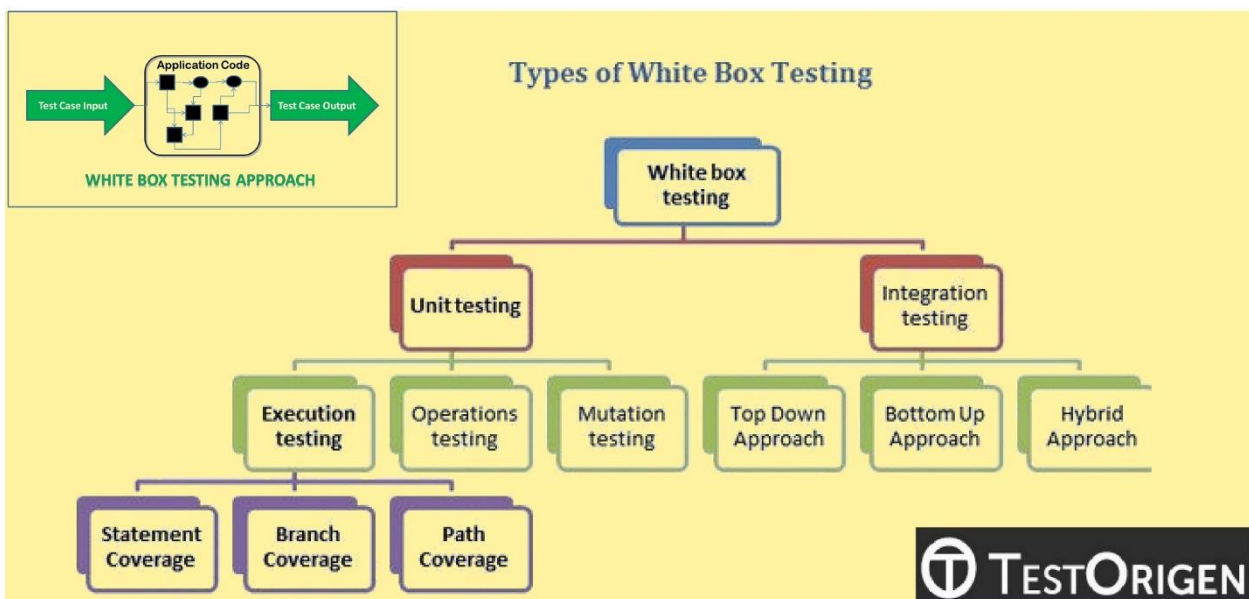 Application Code
Test Case Input
Test Case Output
WHITE BOX TESTING APPROACH
Types of White Box Testing
White box
testing
Unit testing
Integration
testing
Execution
testing
Operations
testing
Mutation
testing
Top Down
Approach
Bottom Up
Approach
Hybrid
Approach
Statement
Coverage
Branch
Coverage
Path
Coverage
TESTORIGEN